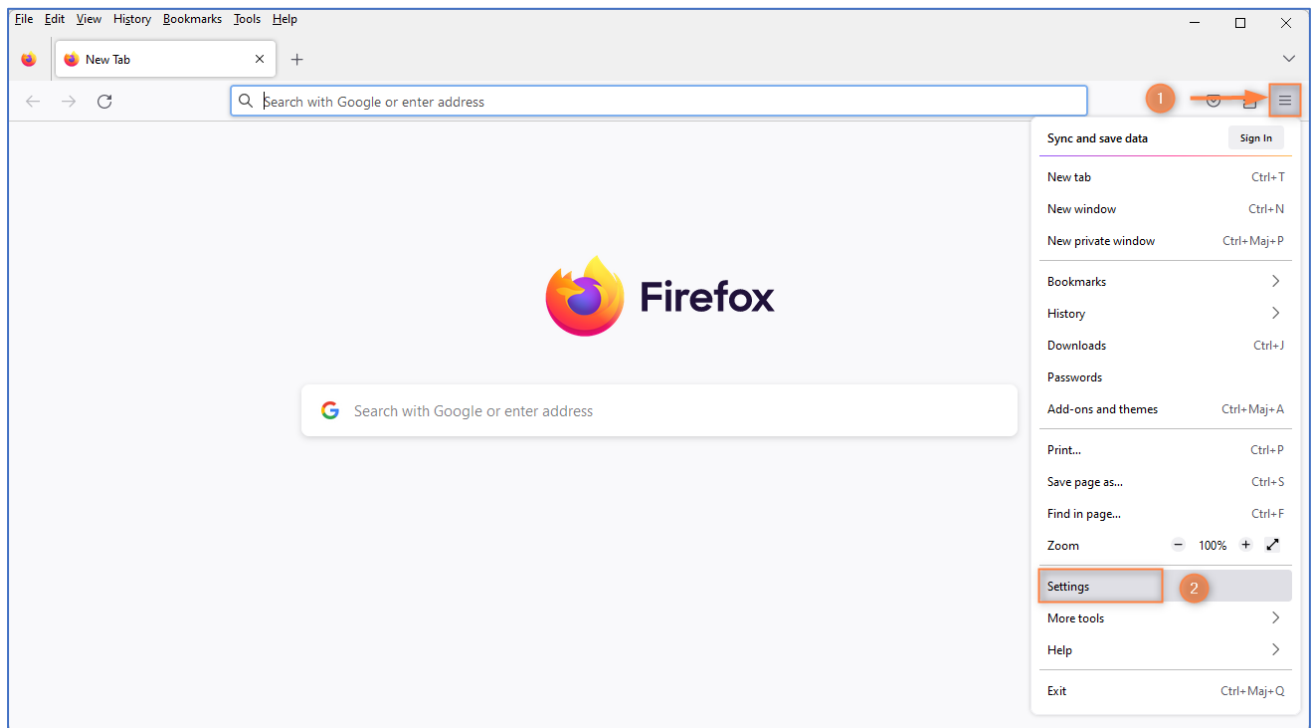 File Edit View History Bookmarks Tools Help
New Tab
Search with Google or enter address
1
Sync and save data Sign In
New tab Ctrl+T
New window Ctrl+N
New private window Ctrl+Maj+P
Bookmarks
History
Downloads Ctrl+J
Passwords
Add-ons and themes Ctrl+Maj+A
Print... Ctrl+P
Save page as... Ctrl+S
Find in page... Ctrl+F
Zoom − 100% +
Settings 2
More tools
Help
Exit Ctrl+Maj+Q
Firefox
Search with Google or enter address